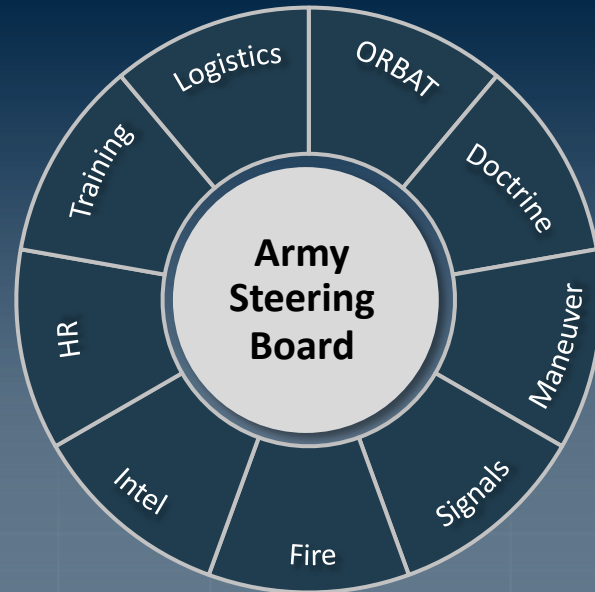 Army
Steering
Board
ORBAT
Doctrine
Maneuver
Signals
Fire
Intel
HR
Training
Logistics